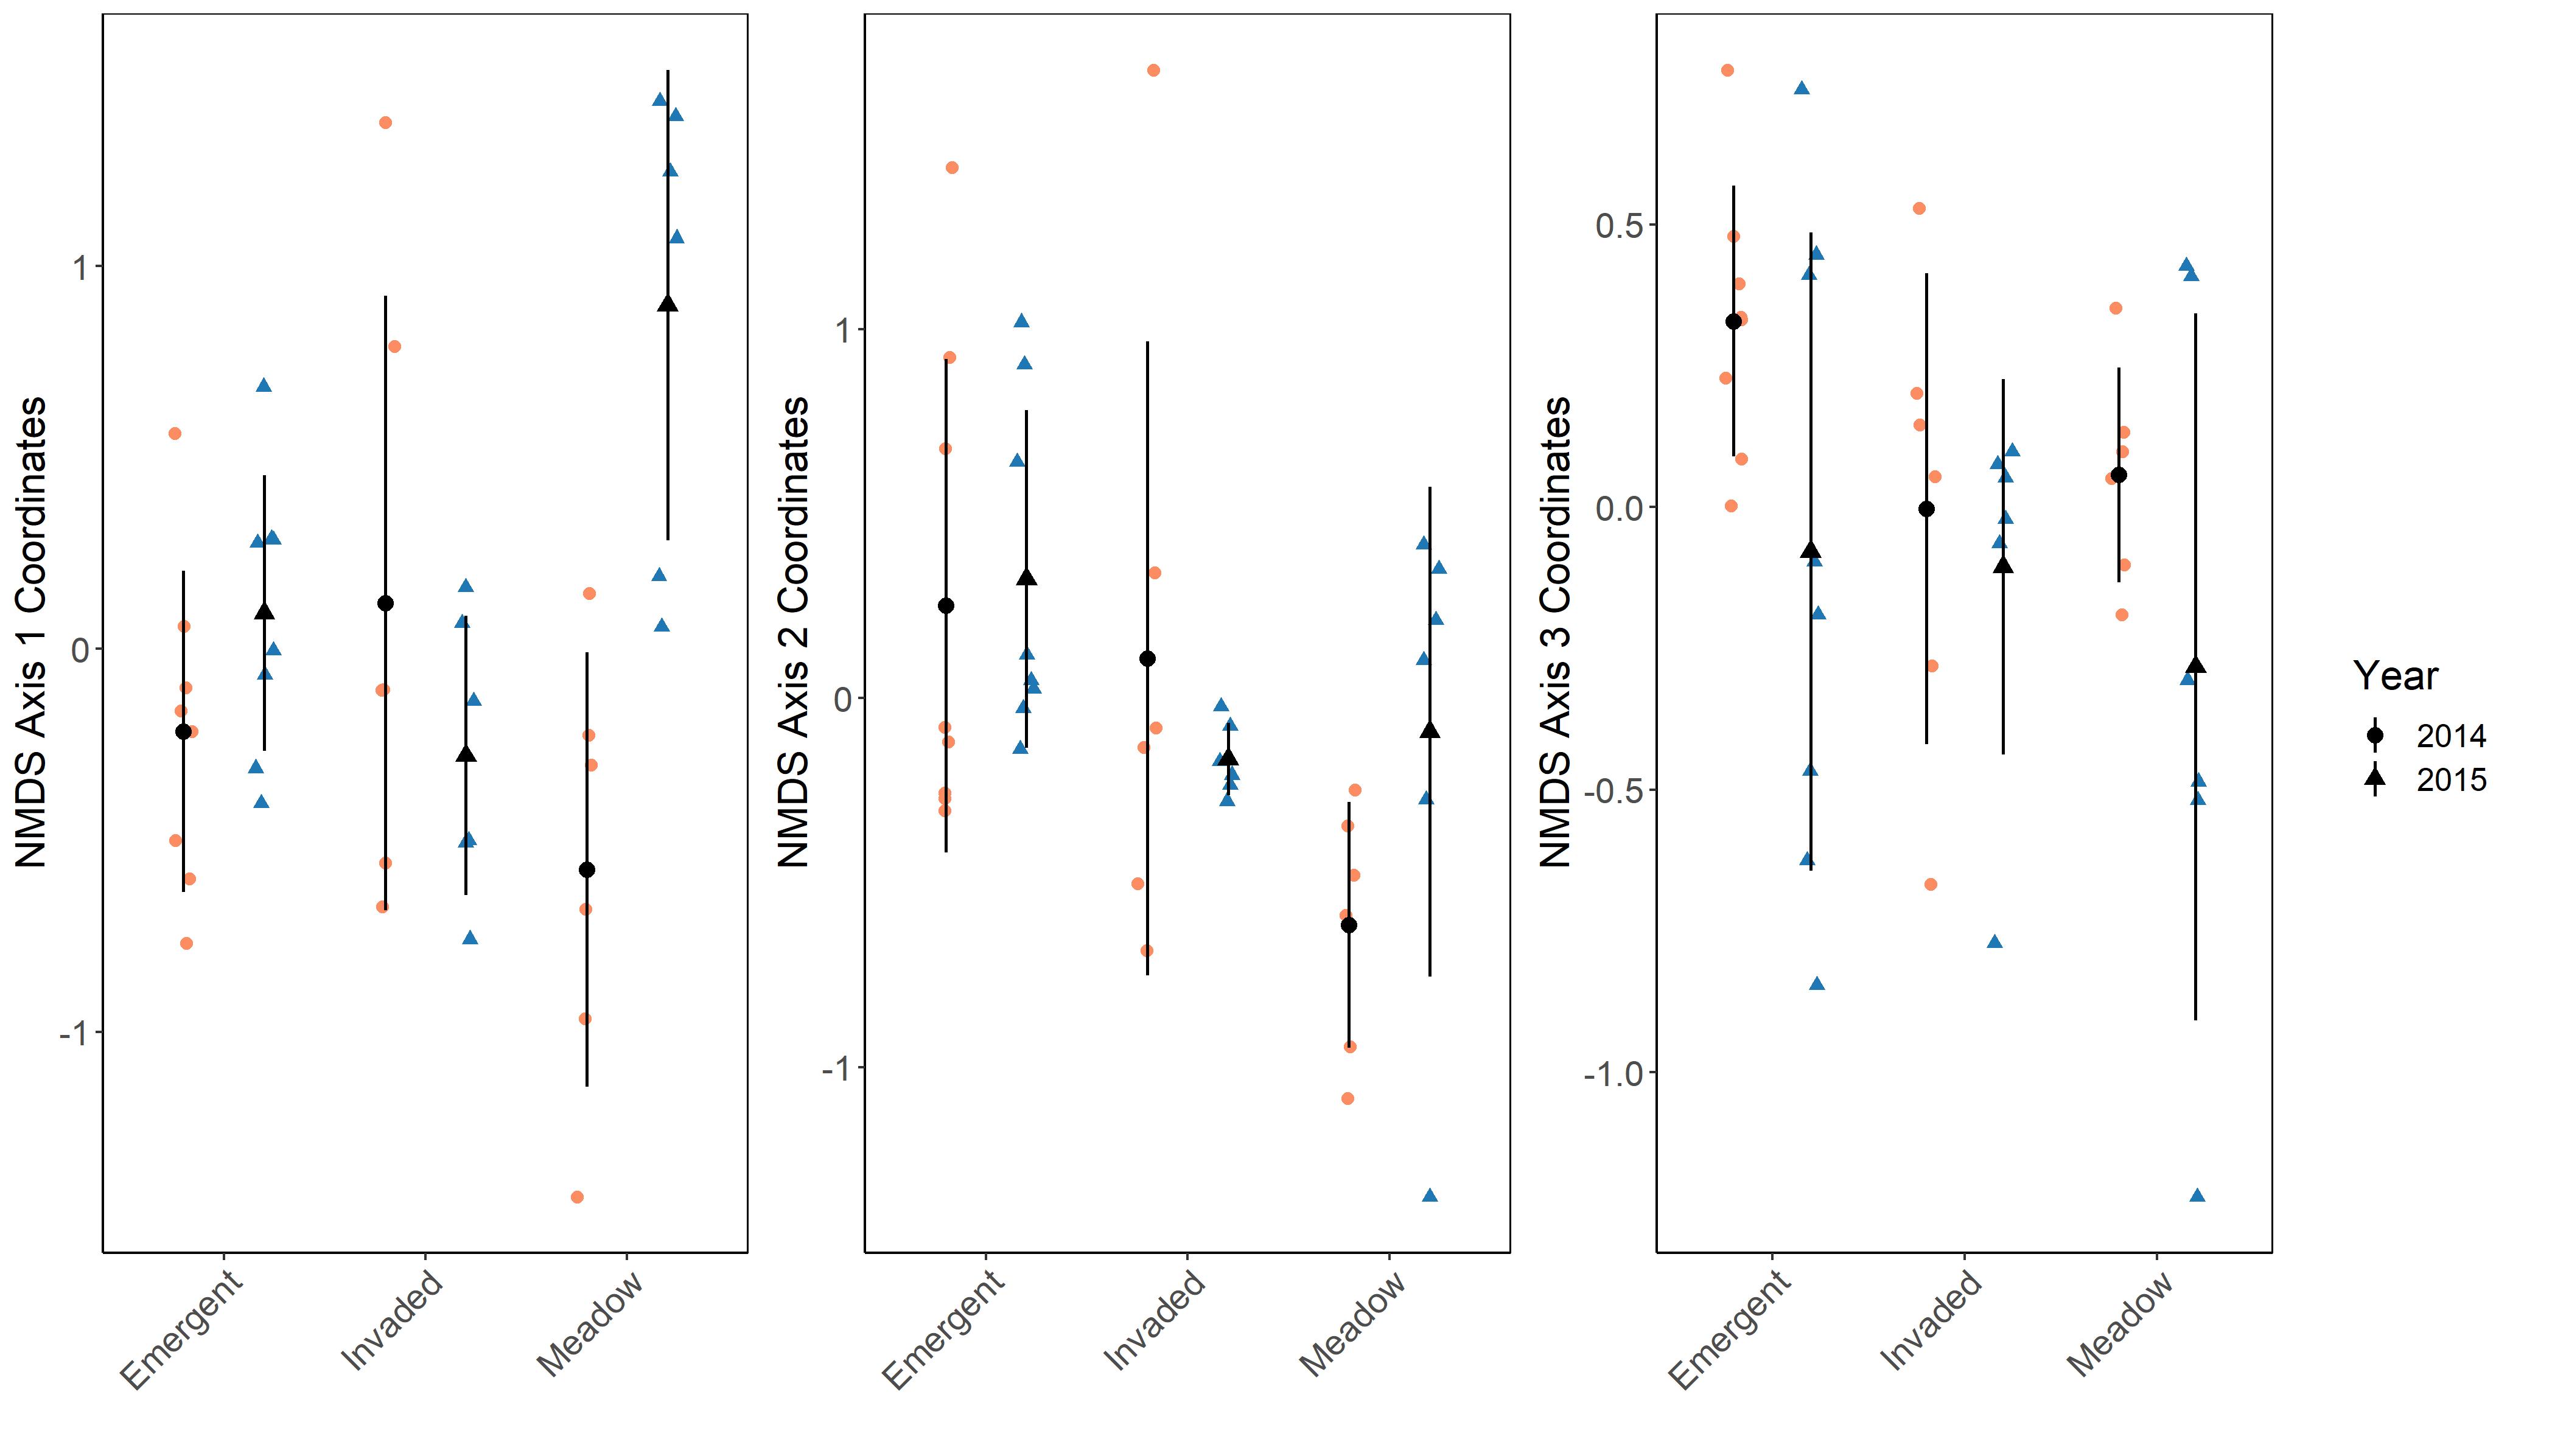 NMDS Axis 1 Coordinates
1
0
-1
Emergent
Invaded
Meadow
NMDS Axis 2 Coordinates
1
0
-1
Emergent
Invaded
Meadow
NMDS Axis 3 Coordinates
0.5
0.0
-0.5
-1.0
Emergent
Invaded
Meadow
Year
2014
2015